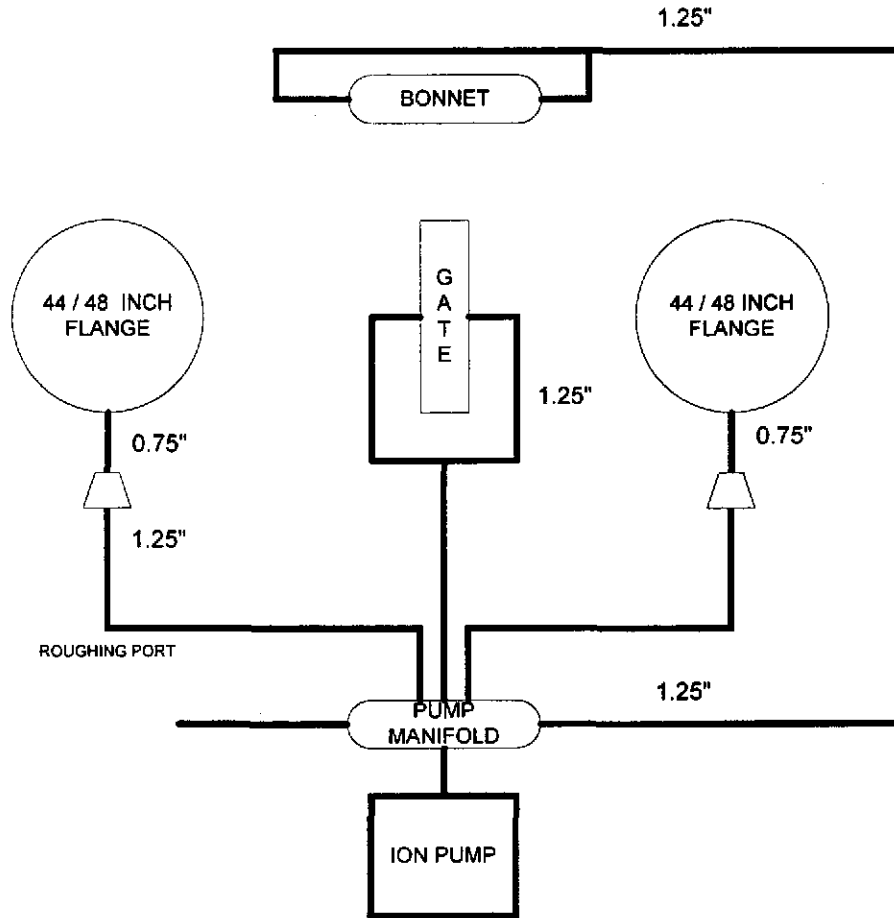 1.25"
BONNET
44 / 48 INCH
FLANGE
G
A
T
E
44 / 48 INCH
FLANGE
1.25"
0.75"
0.75"
1.25"
ROUGHING PORT
1.25"
PUMP
MANIFOLD
ION PUMP